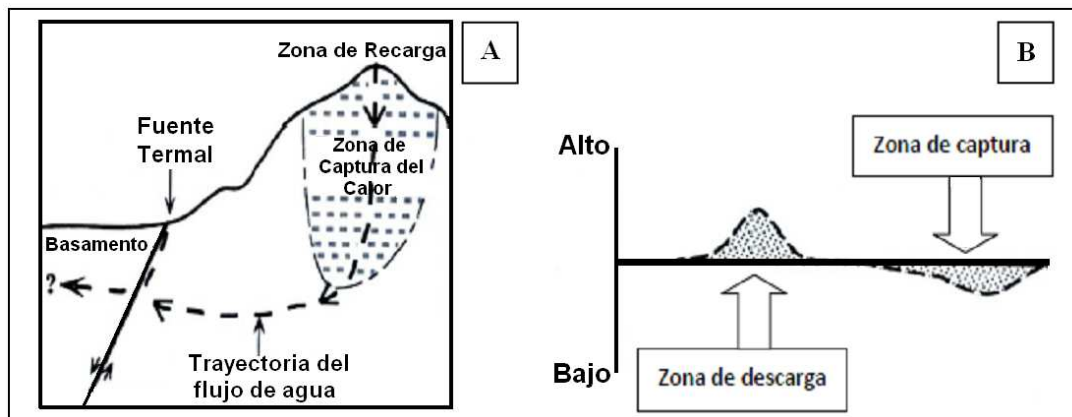 Zona de Recarga
A
Fuente
Termal
Zona de
Captura del
Calor
Basamento
?
Trayectoria del
flujo de agua
B
Alto
Zona de captura
Bajo
Zona de descarga